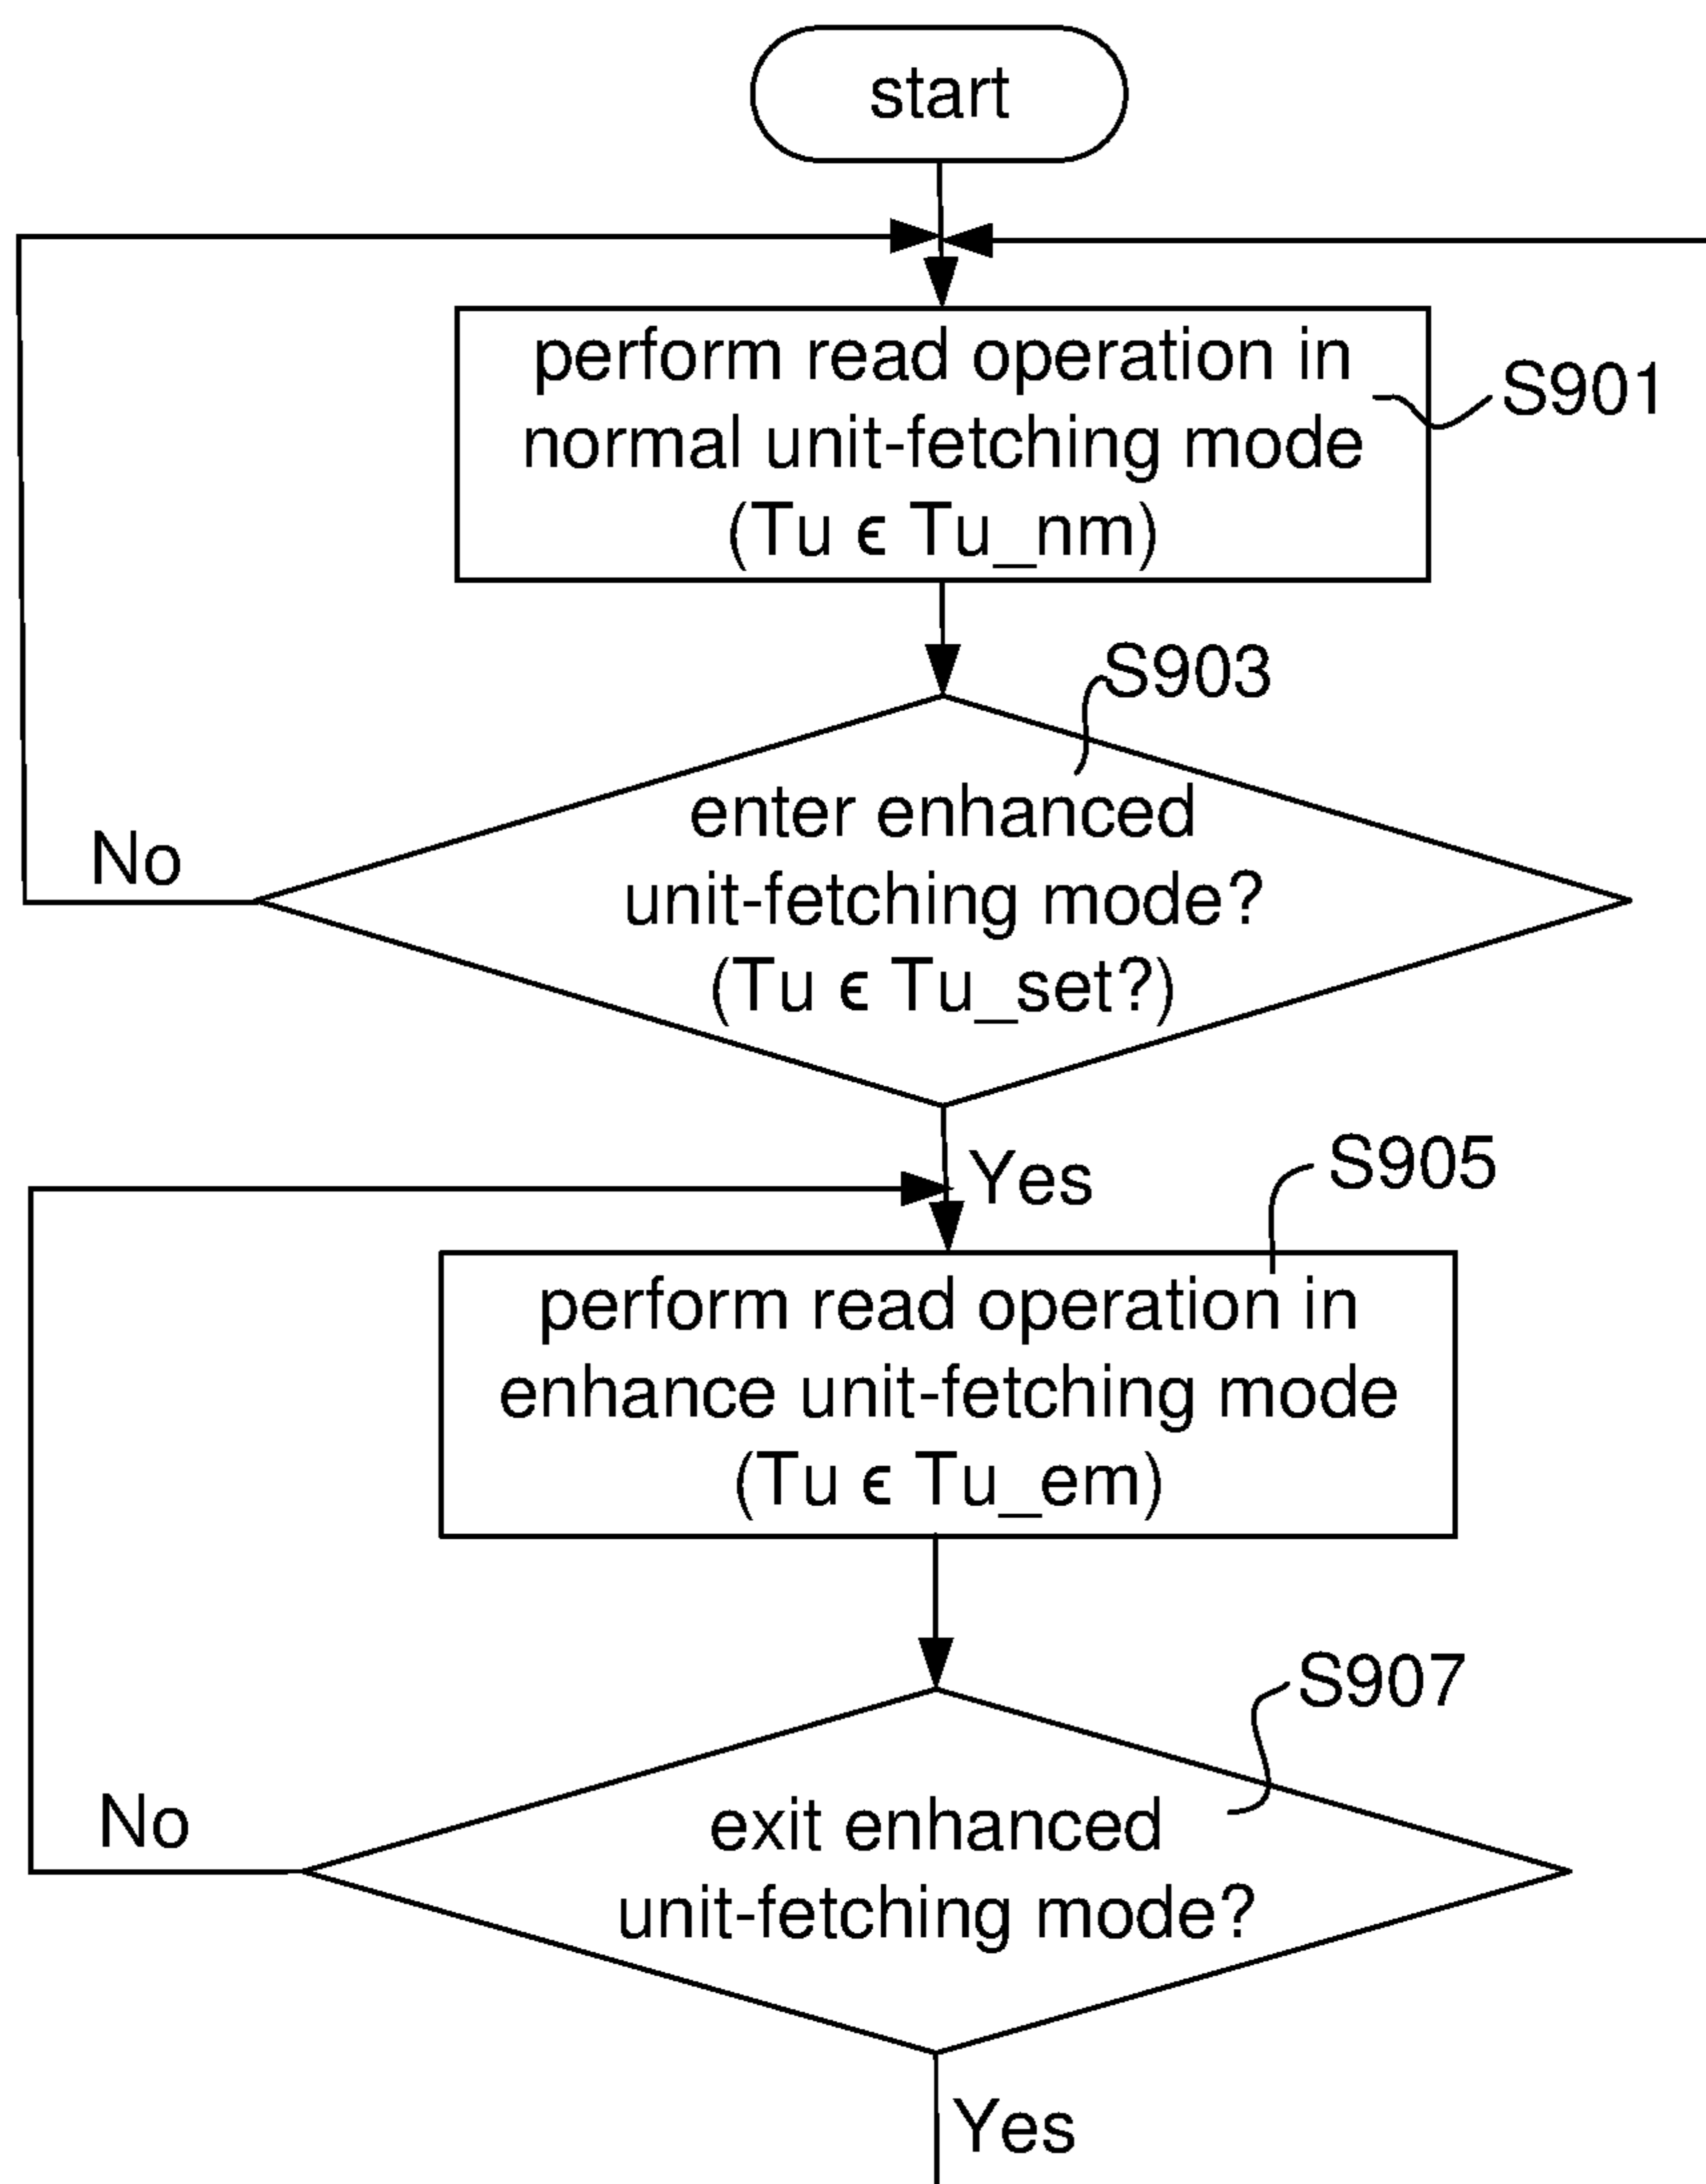 start
perform read operation in
normal unit-fetching mode
(Tu ϵ Tu_nm)
S901
S903
enter enhanced
unit-fetching mode?
(Tu ϵ Tu_set?)
No
Yes
S905
perform read operation in
enhance unit-fetching mode
(Tu ϵ Tu_em)
S907
exit enhanced
unit-fetching mode?
No
Yes